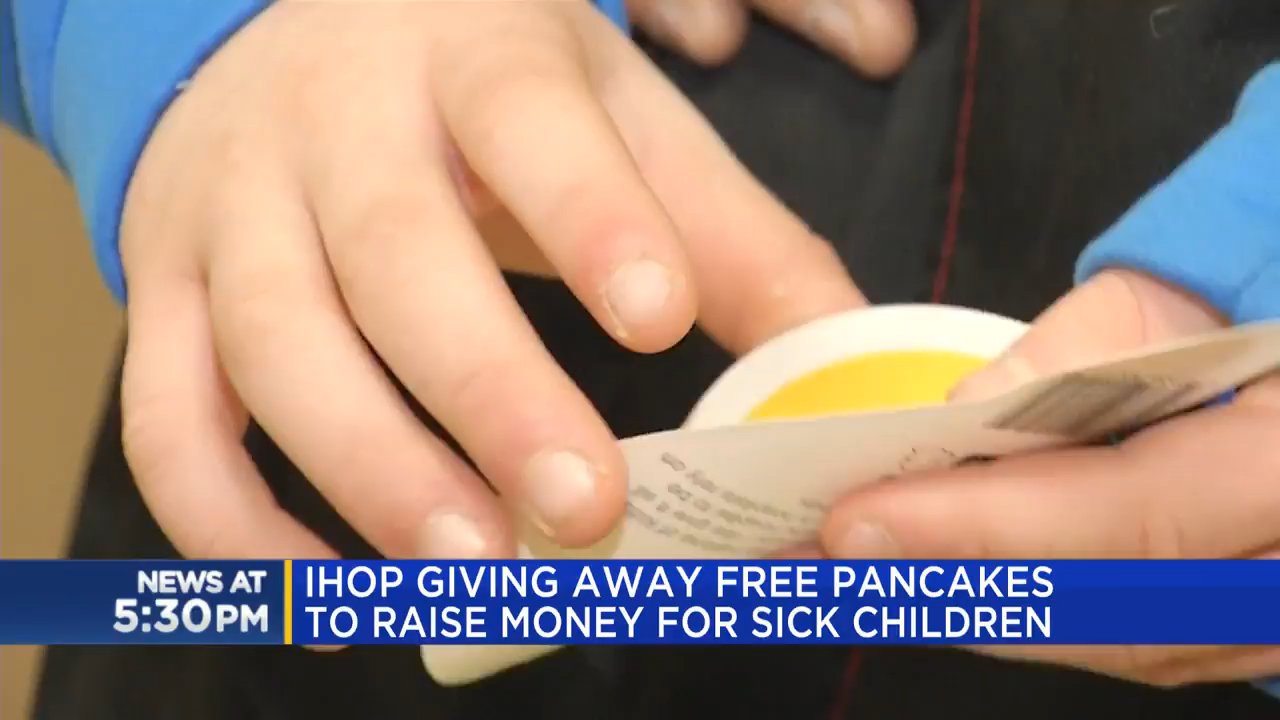 NEWS AT
5:30PM
IHOP GIVING AWAY FREE PANCAKES
TO RAISE MONEY FOR SICK CHILDREN